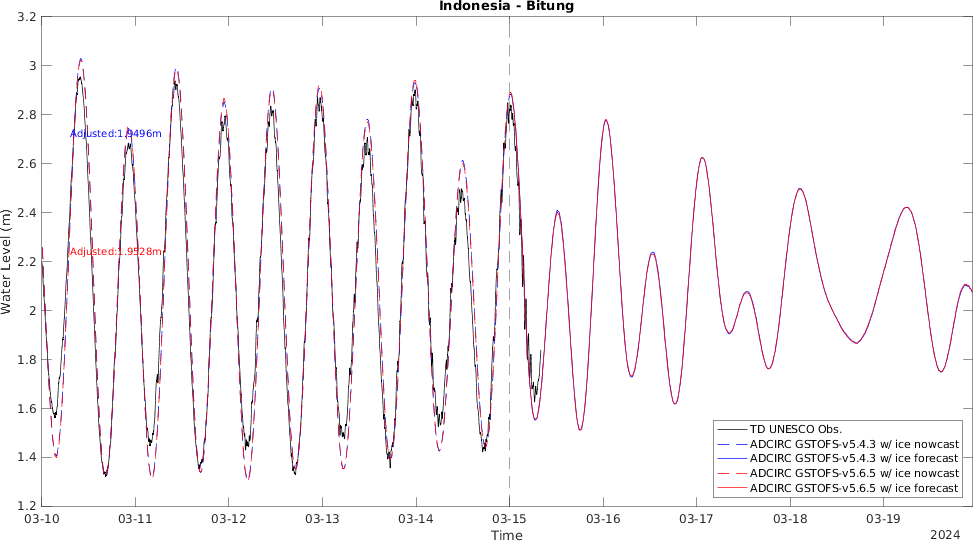 Indonesia - Bitung
3.2
3
2.8
2.6
2.4
2.2
2
1.8
1.6
1.4
1.2
Water Level (m)
Adjusted:1.9496m
Adjusted:1.9528m
TD UNESCO Obs.
ADCIRC GSTOFS-v5.4.3 w/ ice nowcast
ADCIRC GSTOFS-v5.4.3 w/ ice forecast
ADCIRC GSTOFS-v5.6.5 w/ ice nowcast
ADCIRC GSTOFS-v5.6.5 w/ ice forecast
03-10 03-11 03-12 03-13 03-14 03-15 03-16 03-17 03-18 03-19
Time
2024